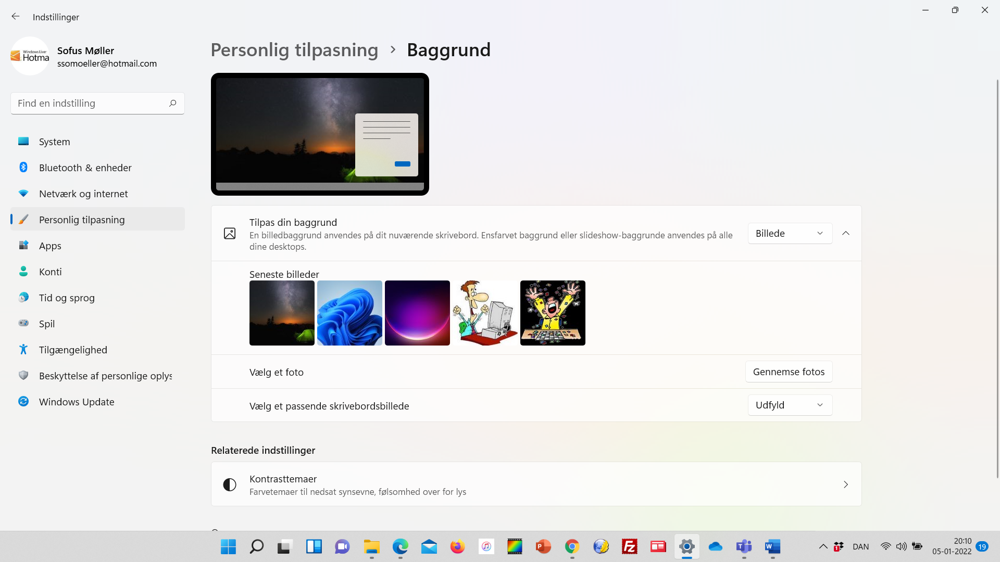 Indstillinger
Windows Live
Hotma
Sofus Møller
ssomoeller@hotmail.com
Find en indstilling
System
Bluetooth & enheder
Netværk og internet
Personlig tilpasning
Apps
Konti
Tid og sprog
Spil
Tilgængelighed
Beskyttelse af personlige oplys
Windows Update
Personlig tilpasning > Baggrund
Tilpas din baggrund
En billedbaggrund anvendes på dit nuværende skrivebord. Ensfarvet baggrund eller slideshow-baggrunde anvendes på alle
dine desktops.
Billede
Seneste billeder
Vælg et foto
Gennemse fotos
Vælg et passende skrivebordsbillede
Udfyld
Relaterede indstillinger
Kontrasttemaer
Farvetemaer til nedsat synsevne, følsomhed over for lys
P
Fz
T
W
1
DAN
20:10
05-01-2022
19